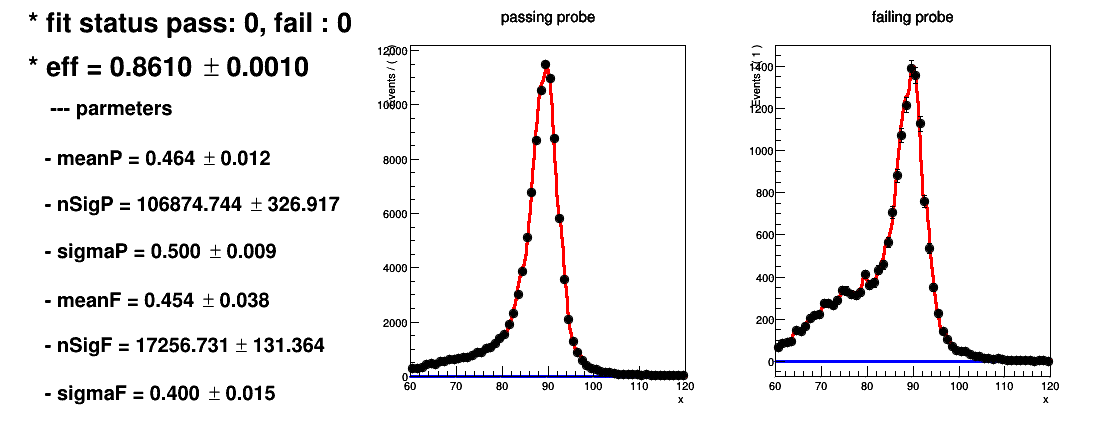 * fit status pass: 0, fail : 0
* eff = 0.8610 ± 0.0010
--- parmeters
- meanP = 0.464 ± 0.012
- nSigP = 106874.744 ± 326.917
- sigmaP = 0.500 ± 0.009
- meanF = 0.454 ± 0.038
- nSigF = 17256.731 ± 131.364
- sigmaF = 0.400 ± 0.015
passing probe
Events / (
12000
10000
8000
6000
4000
2000
0
60 70 80 90 100 110 120
x
failing probe
Events / ( 1 )
1400
1200
1000
800
600
400
200
0
60 70 80 90 100 110 120
x